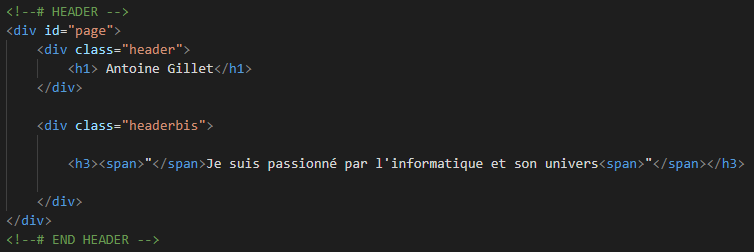 <!--# HEADER -->
<div id="page">
<div class="header">
<h1> Antoine Gillet</h1>
</div>
<div class="headerbis">
<h3><span>"</span>Je suis passionné par l'informatique et son univers<span>"</span></h3>
</div>
</div>
<!--# END HEADER -->